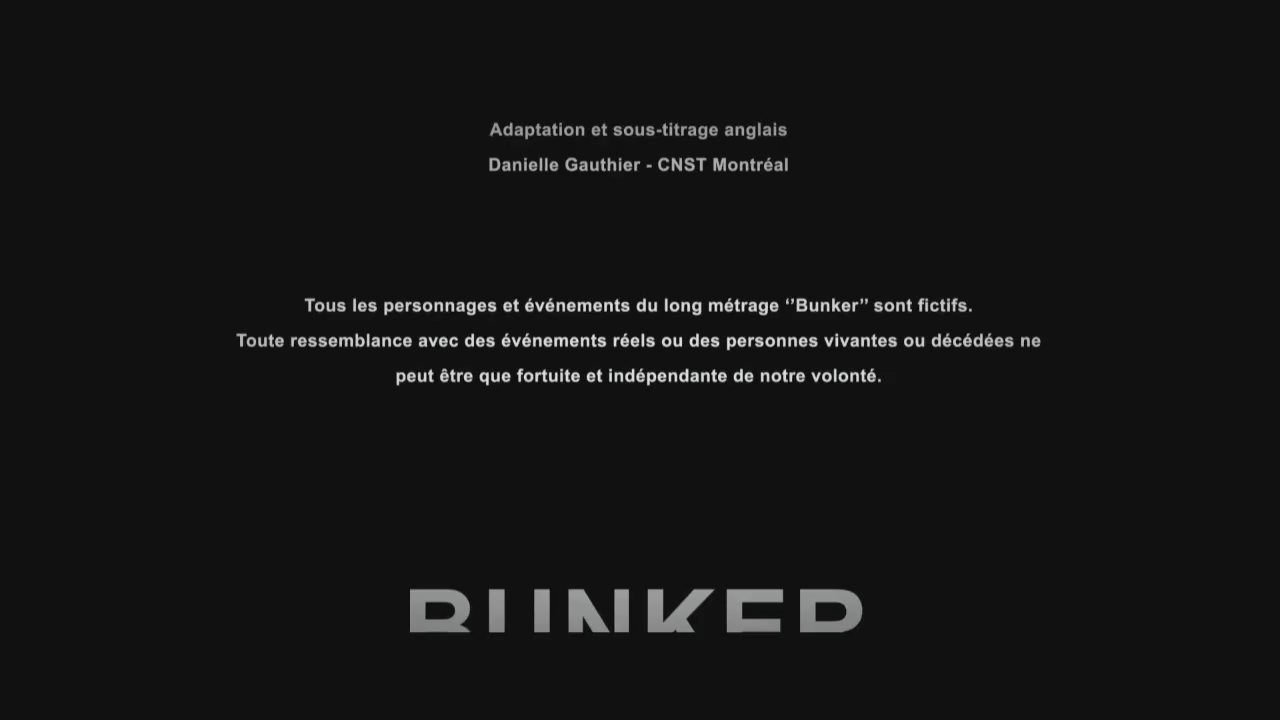 Adaptation et sous-titrage anglais
Danielle Gauthier - CNST Montréal
Tous les personnages et événements du long métrage ‘’Bunker’’ sont fictifs.
Toute ressemblance avec des événements réels ou des personnes vivantes ou décédées ne
peut être que fortuite et indépendante de notre volonté.
BUNKER